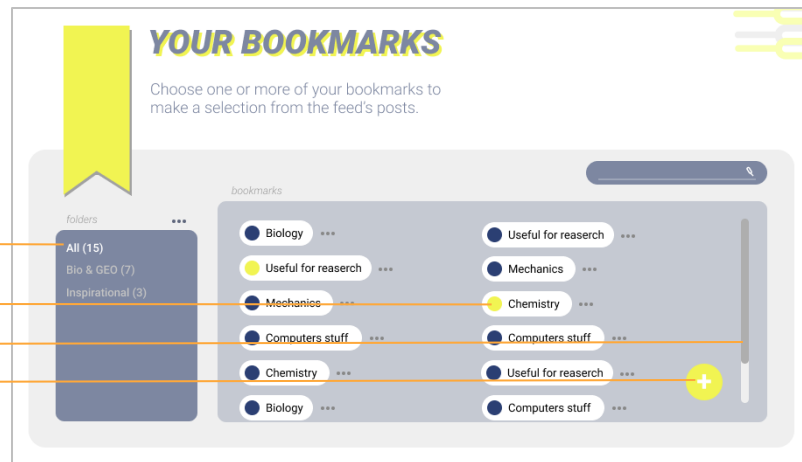 YOUR BOOKMARKS
Choose one or more of your bookmarks to
make a selection from the feed's posts.
bookmarks
folders
All (15)
Bio & GEO (7)
Inspirational (3)
Biology
Useful for reaserch
Useful for reaserch
Mechanics
Mechanics
Chemistry
Computers stuff
Computers stuff
Chemistry
Useful for reaserch
Biology
Computers stuff